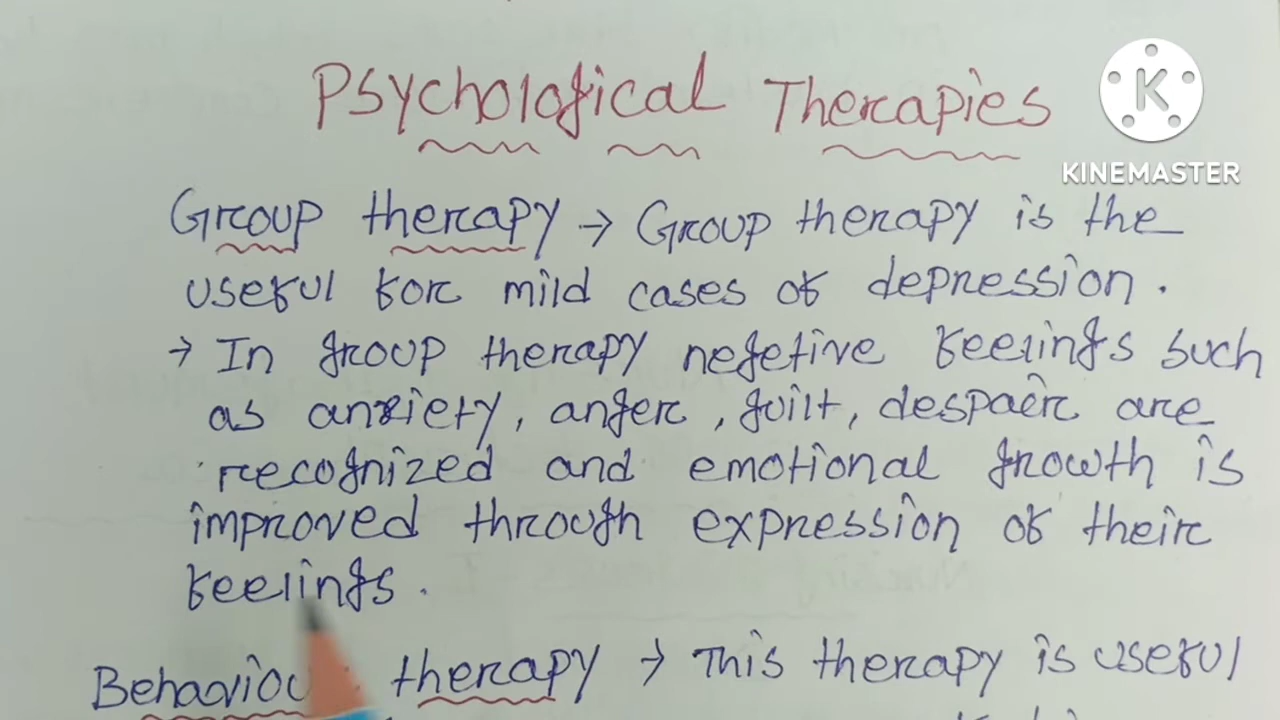 Psychological Therapies
KINEMASTER
Group therapy → Group therapy is the
useful for mild cases of depression.
→ In group therapy negetive feelings such
as anxiety, anger, guilt, despair are
recognized and emotional growth is
improved through expression of their
feelings.
therapy → This therapy is useful